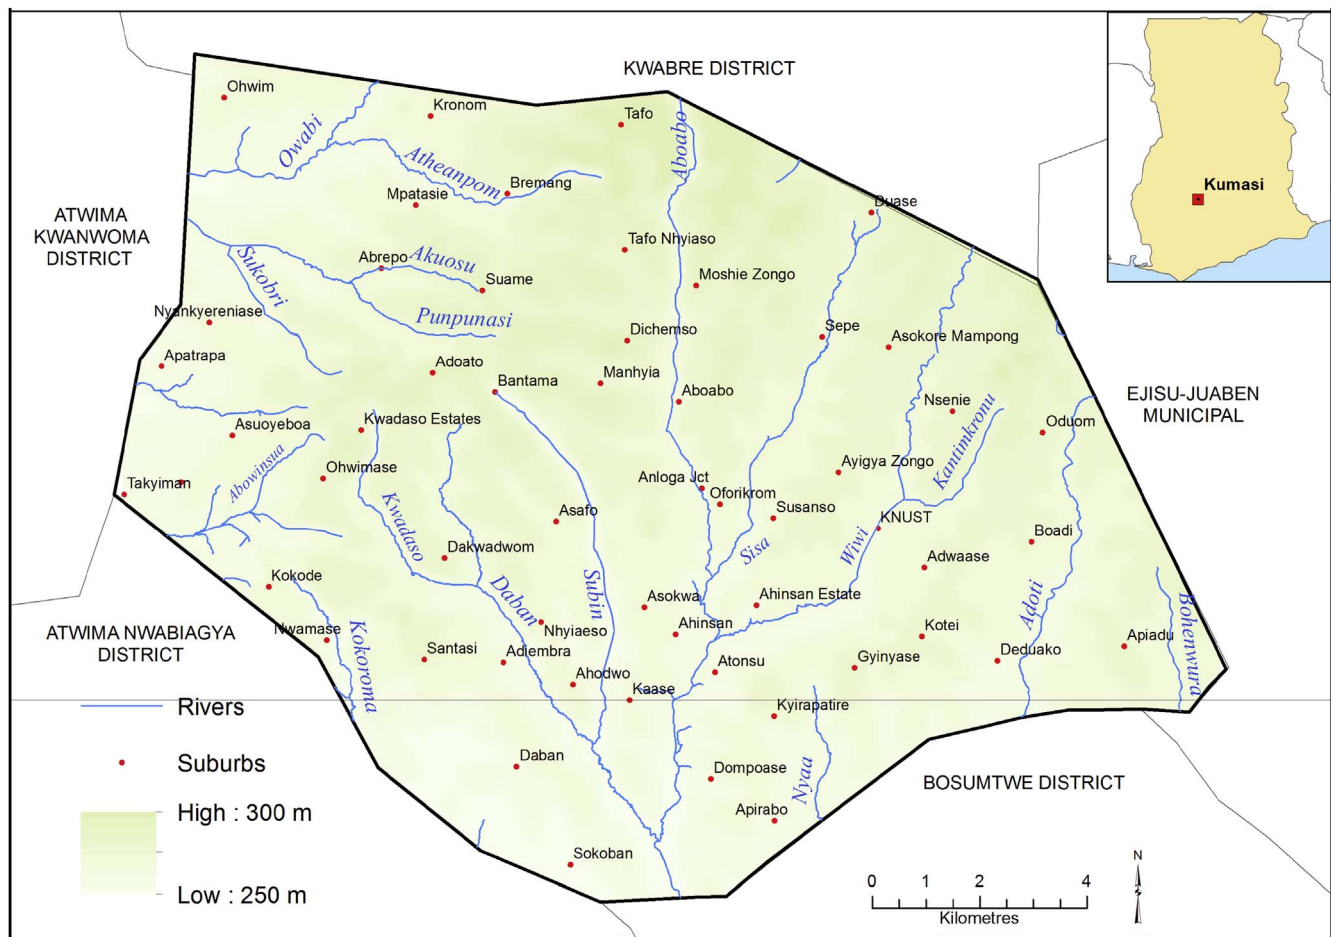 KWABRE DISTRICT
Ohwim
Kronom
Tafo
Owabi
Aboabo
Atheanpom
Bremang
Mpatasie
Duase
Kumasi
ATWIMA
KWANWOMA
DISTRICT
Tafo Nhyiaso
Abrepo
Akuosu
Suame
Moshie Zongo
Sukobri
Nyankyereniase
Punpunasi
Dichemso
Sepe
Asokore Mampong
Apatrapa
Adoato
Bantama
Manhyia
Aboabo
EJISU-JUABEN
MUNICIPAL
Nsenie
Kantimkronu
Oduom
Kwadaso Estates
Asuoyeboa
Abowinsua
Ohwimase
Takyiman
Anloga Jct
Ayigya Zongo
Oforikrom
Susanso
KNUST
Asafo
Kwadaso
Dakwadwom
Sisa
Wiwi
Boadi
Adwaase
Kokode
Daban
Subin
Asokwa
Ahinsan Estate
Adoti
Bohenwura
ATWIMA NWABIAGYA
DISTRICT
Nwamase
Kokoroma
Nhyiaeso
Ahinsan
Kotei
Apiadu
Santasi
Adiembra
Atonsu
Gyinyase
Deduako
Ahodwo
Kaase
Kyirapatire
Rivers
Suburbs
Daban
Dompoase
Nyaa
BOSUMTWE DISTRICT
High : 300 m
Apirabo
Sokoban
Low : 250 m
N
S
0 1 2 4
Kilometres